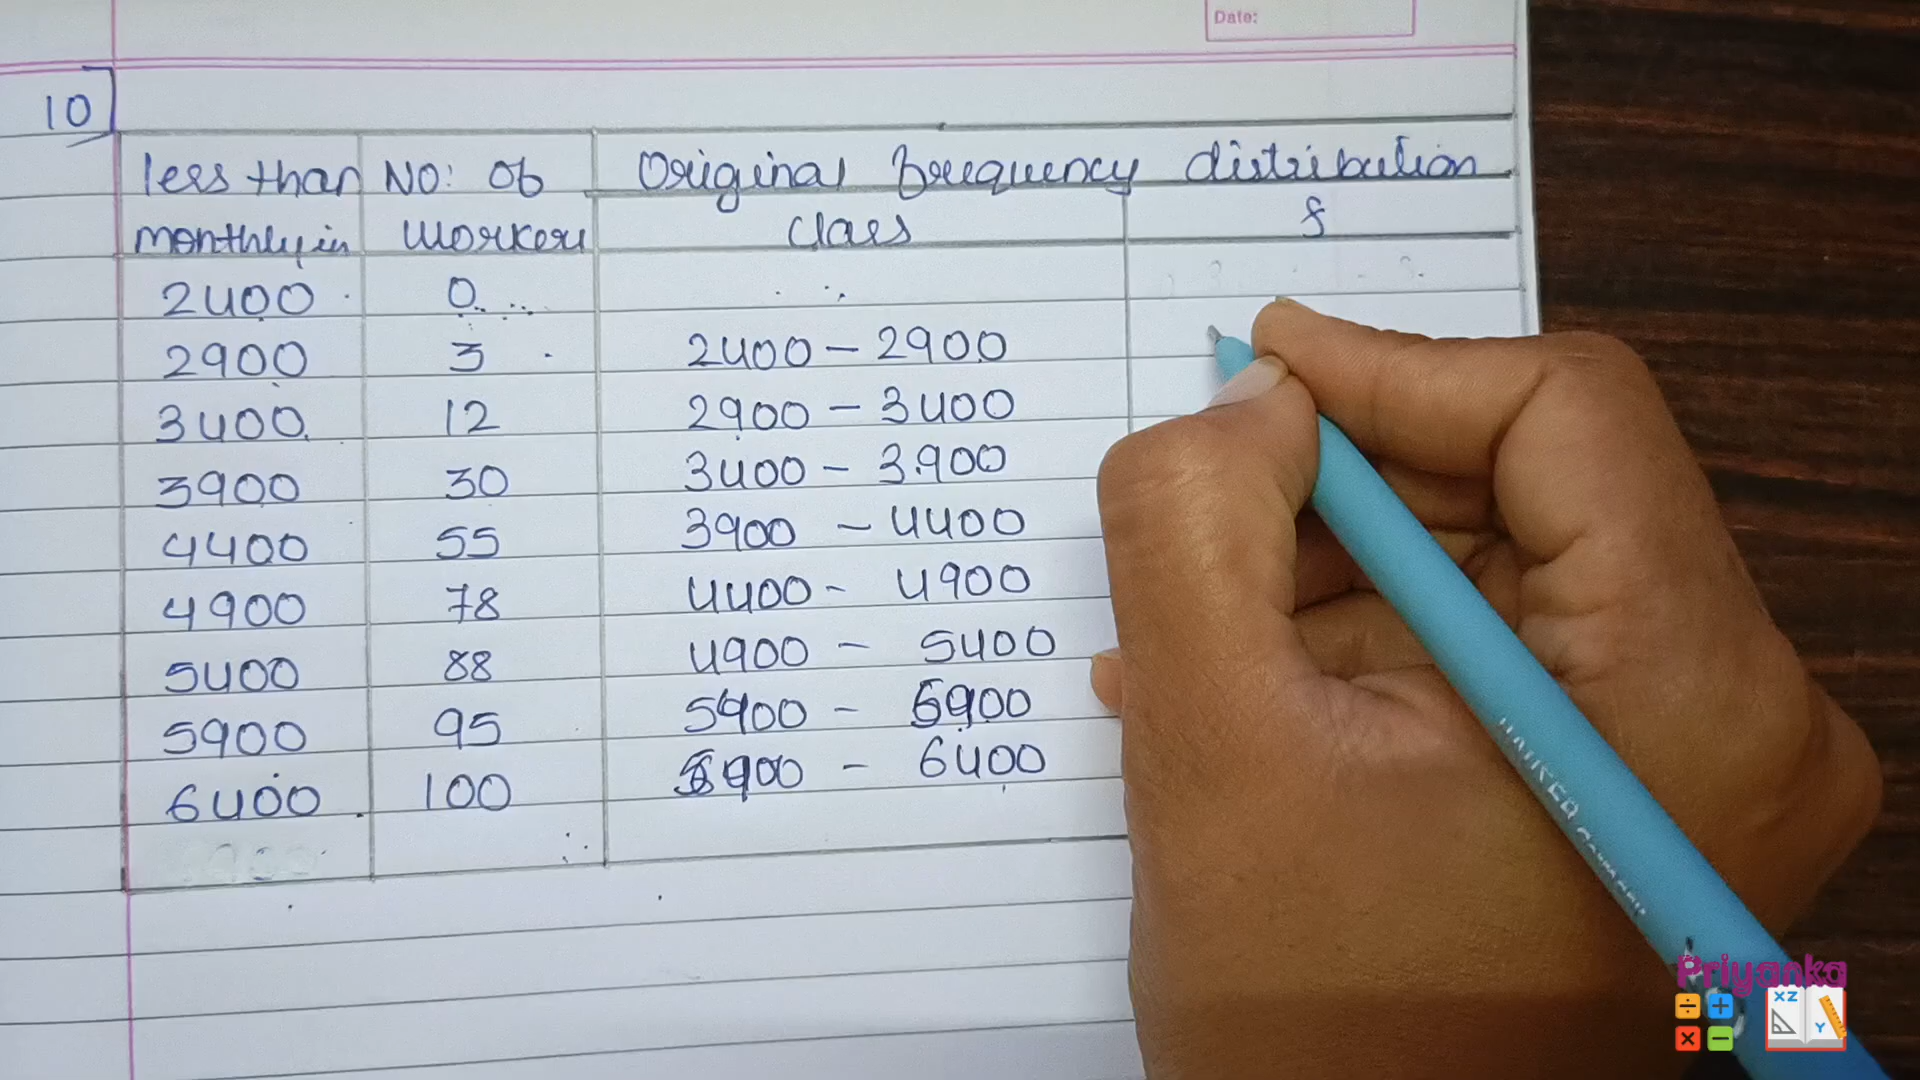 Date:
10
less than No: of Original frequency distribution
monthly in workers class f
2400 0
2900 3 2400 - 2900
3400 12 2900 - 3400
3900 30 3400 - 3900
4400 55 3900 - 4400
4900 78 4400 - 4900
5400 88 4900 - 5400
5900 95 5400 - 5900
6400 100 5900 - 6400
Priyanka
XZ
Y